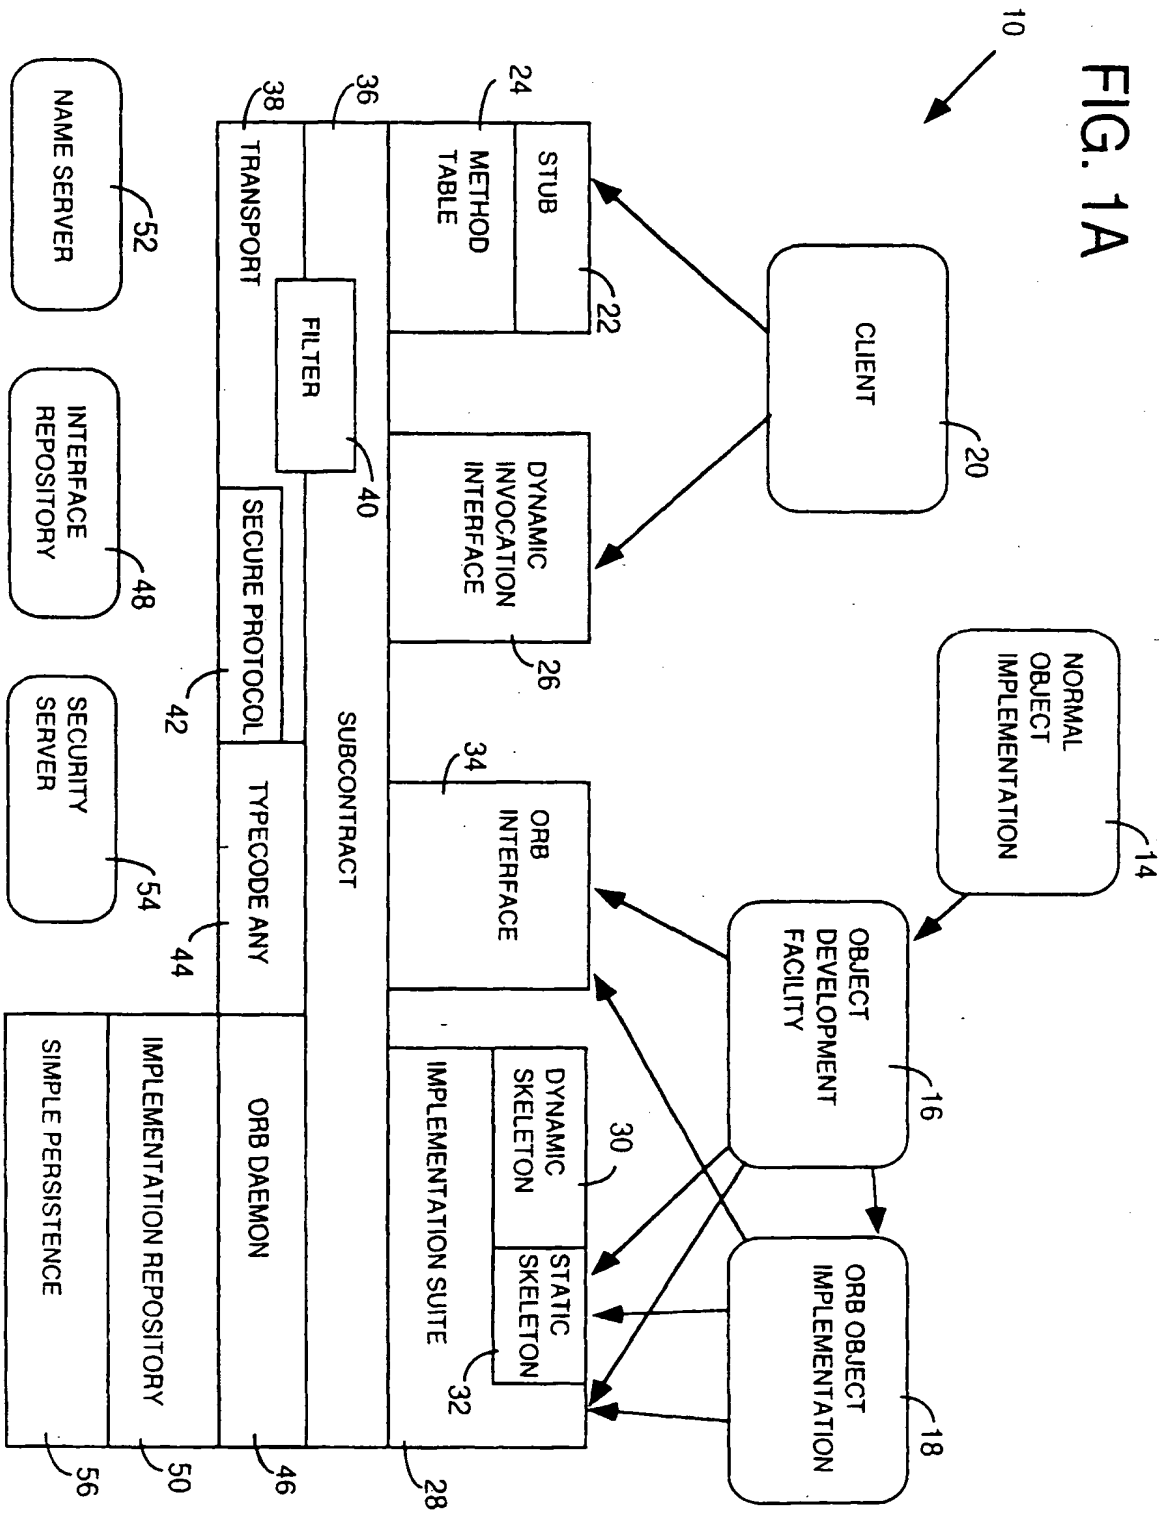 FIG. 1A
10
CLIENT
20
NORMAL
OBJECT
IMPLEMENTATION
14
OBJECT
DEVELOPMENT
FACILITY
16
ORB OBJECT
IMPLEMENTATION
18
STUB
22
METHOD
TABLE
24
DYNAMIC
INVOCATION
INTERFACE
26
ORB
INTERFACE
34
DYNAMIC
SKELETON
30
STATIC
SKELETON
32
IMPLEMENTATION SUITE
28
36
SUBCONTRACT
FILTER
40
38
TRANSPORT
SECURE PROTOCOL
42
TYPECODE ANY
44
ORB DAEMON
46
IMPLEMENTATION REPOSITORY
50
SIMPLE PERSISTENCE
56
NAME SERVER
52
INTERFACE
REPOSITORY
48
SECURITY
SERVER
54